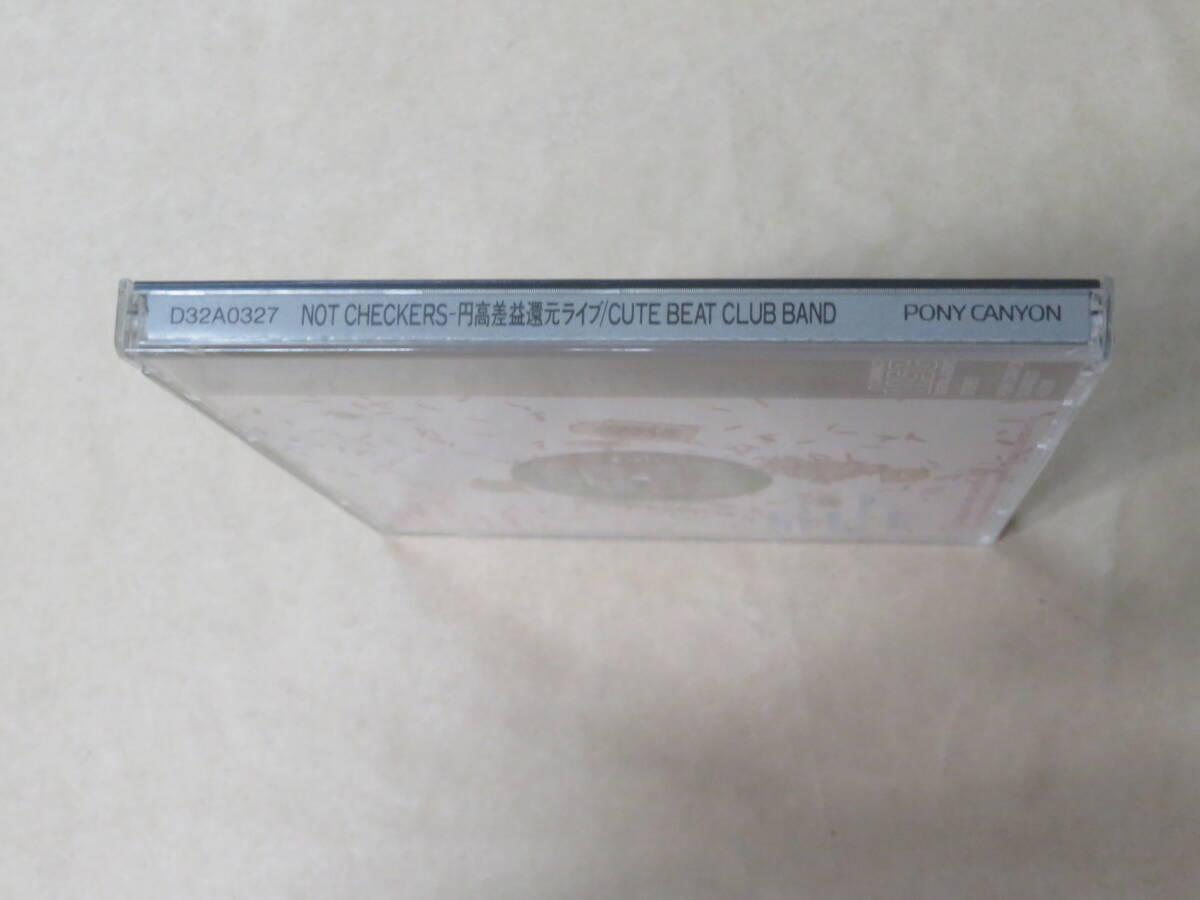 D32A0327 NOT CHECKERS-円高差益還元ライブ/CUTE BEAT CLUB BAND PONY CANYON